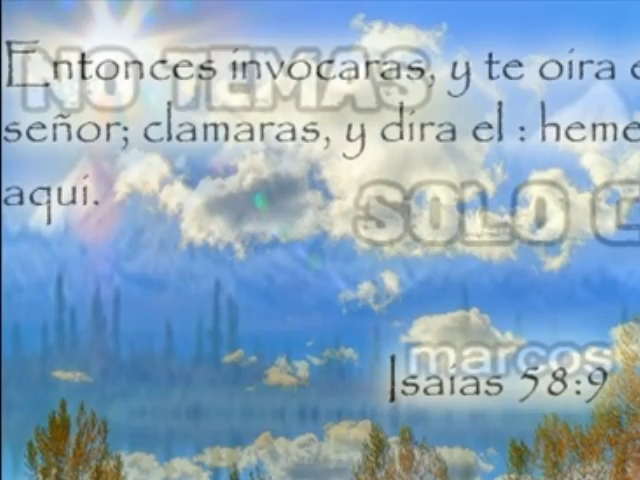 Entonces invocaras, y te oira e
NO TEMAS
señor; clamaras, y dira el : heme
aqui.
SOLO C
marcos
Isaias 58:9